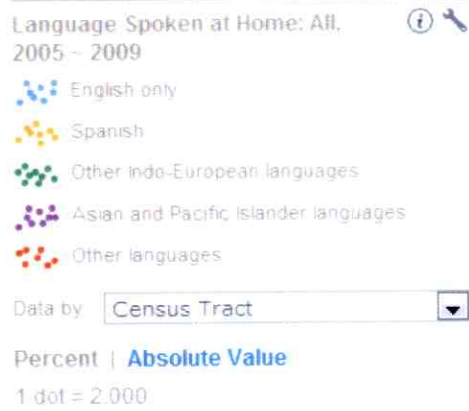 Language Spoken at Home: All,
2005 - 2009
i
English only
Spanish
Other Indo-European languages
Asian and Pacific Islander languages
Other languages
Data by Census Tract
Percent | Absolute Value
1 dot = 2,000